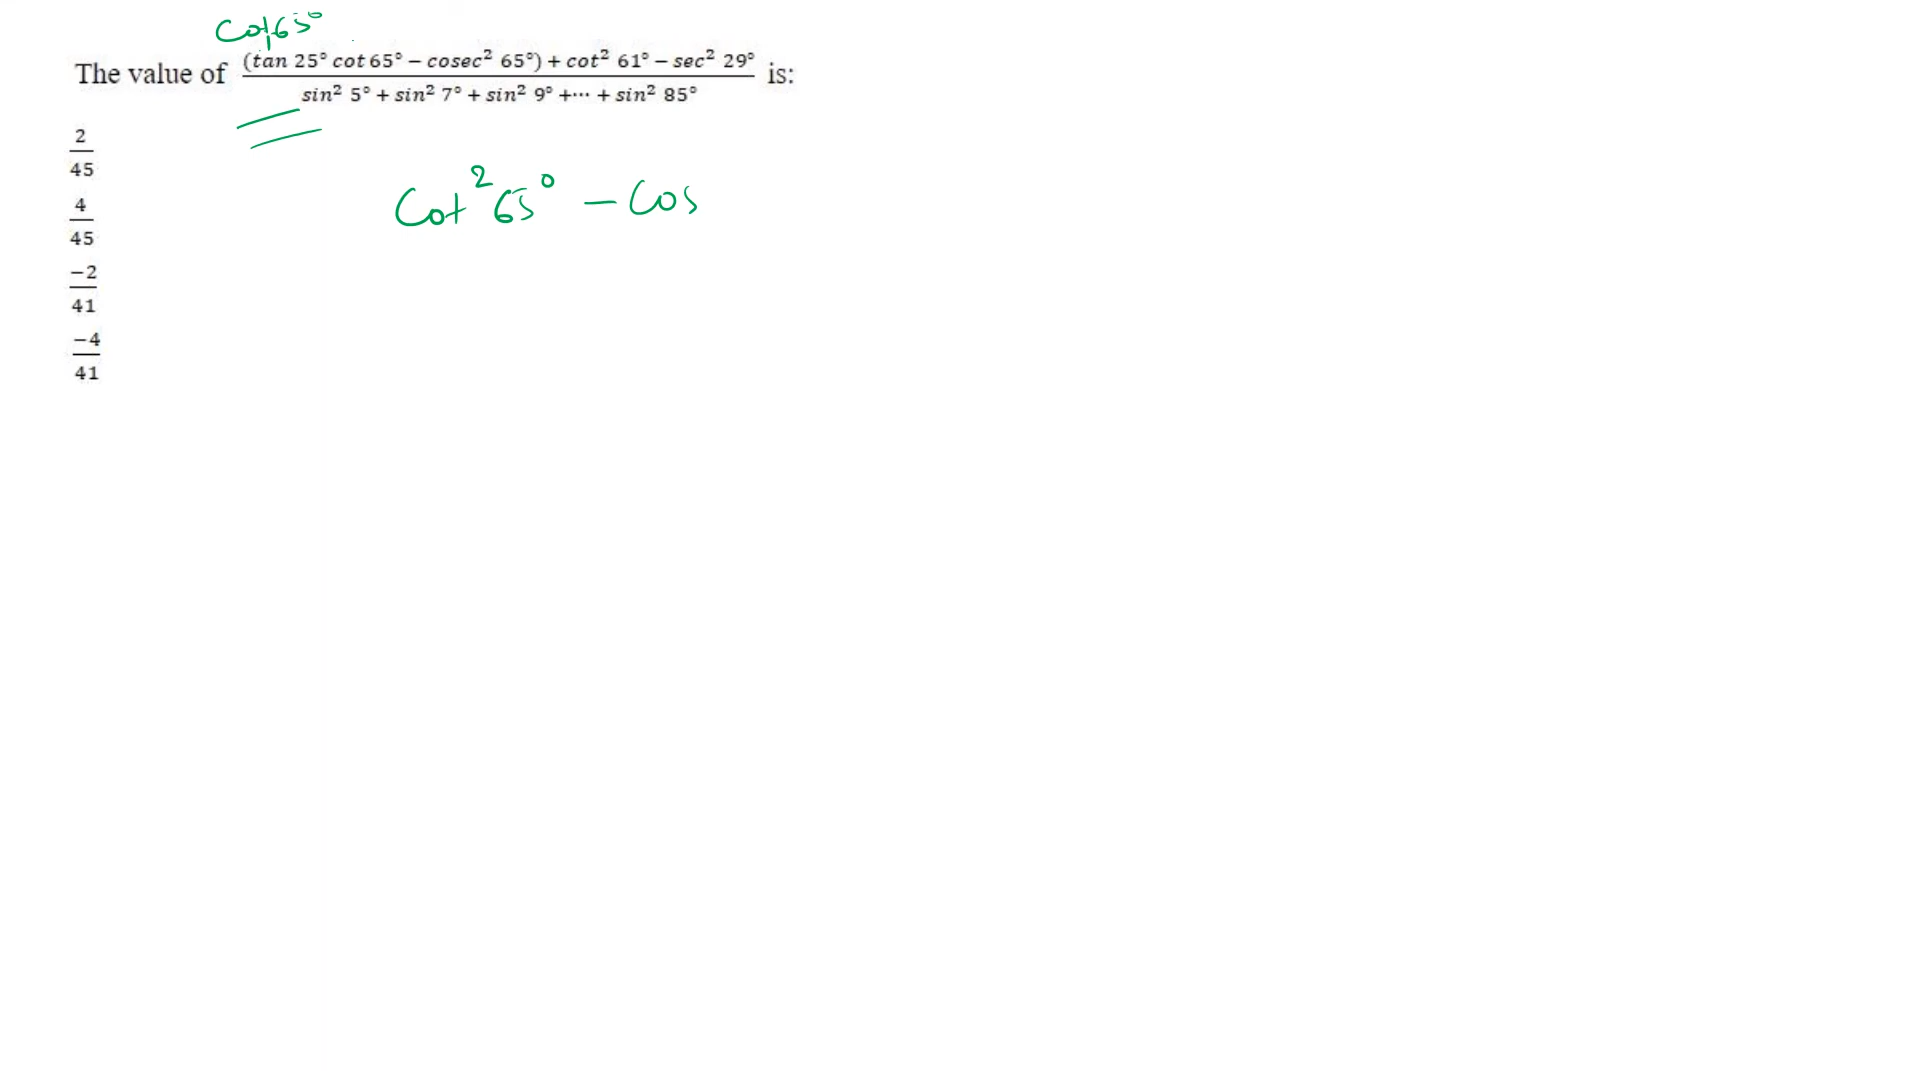 Cot65°
The value of (tan 25° cot 65° − cosec² 65°) + cot² 61° − sec² 29° / sin² 5° + sin² 7° + sin² 9° +⋯ + sin² 85° is:
2/45
Cot² 65° − Cos
4/45
−2/41
−4/41